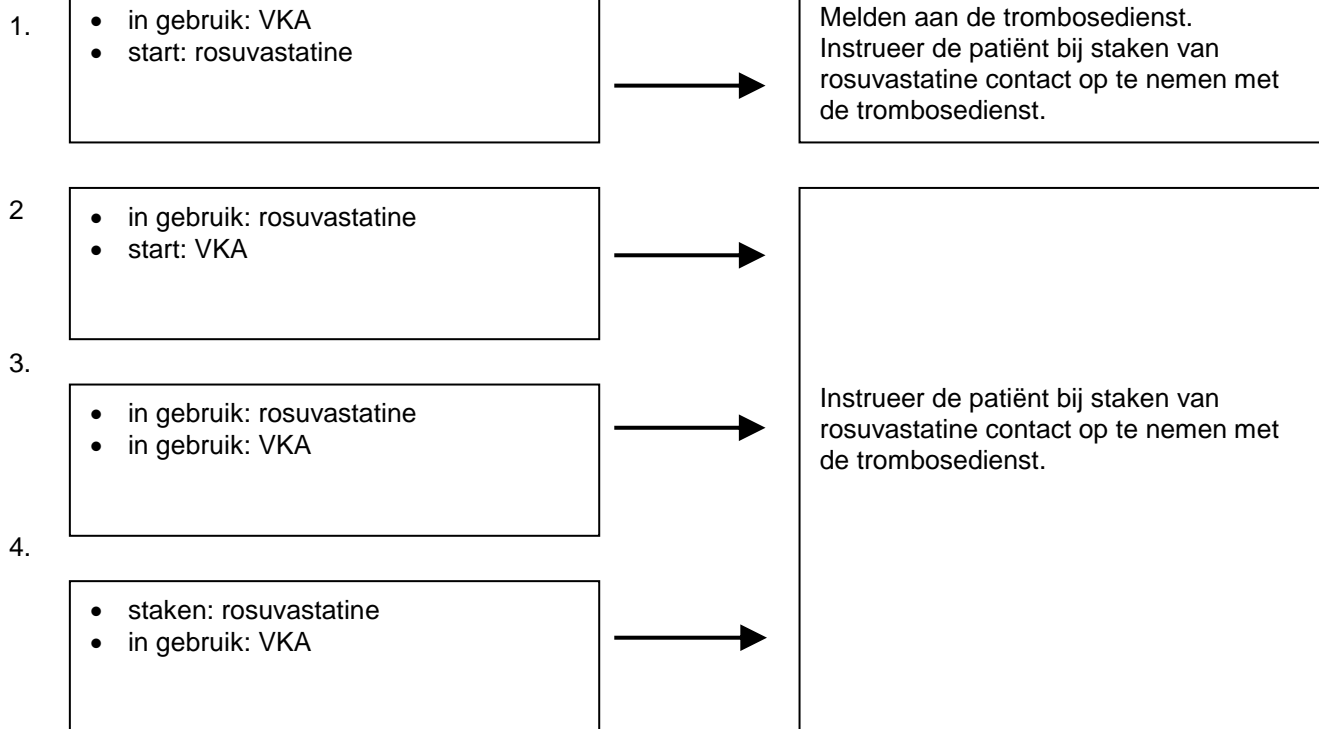 1.
• in gebruik: VKA
• start: rosuvastatine
Melden aan de trombosedienst.
Instrueer de patiënt bij staken van
rosuvastatine contact op te nemen met
de trombosedienst.
2
• in gebruik: rosuvastatine
• start: VKA
3.
• in gebruik: rosuvastatine
• in gebruik: VKA
Instrueer de patiënt bij staken van
rosuvastatine contact op te nemen met
de trombosedienst.
4.
• staken: rosuvastatine
• in gebruik: VKA